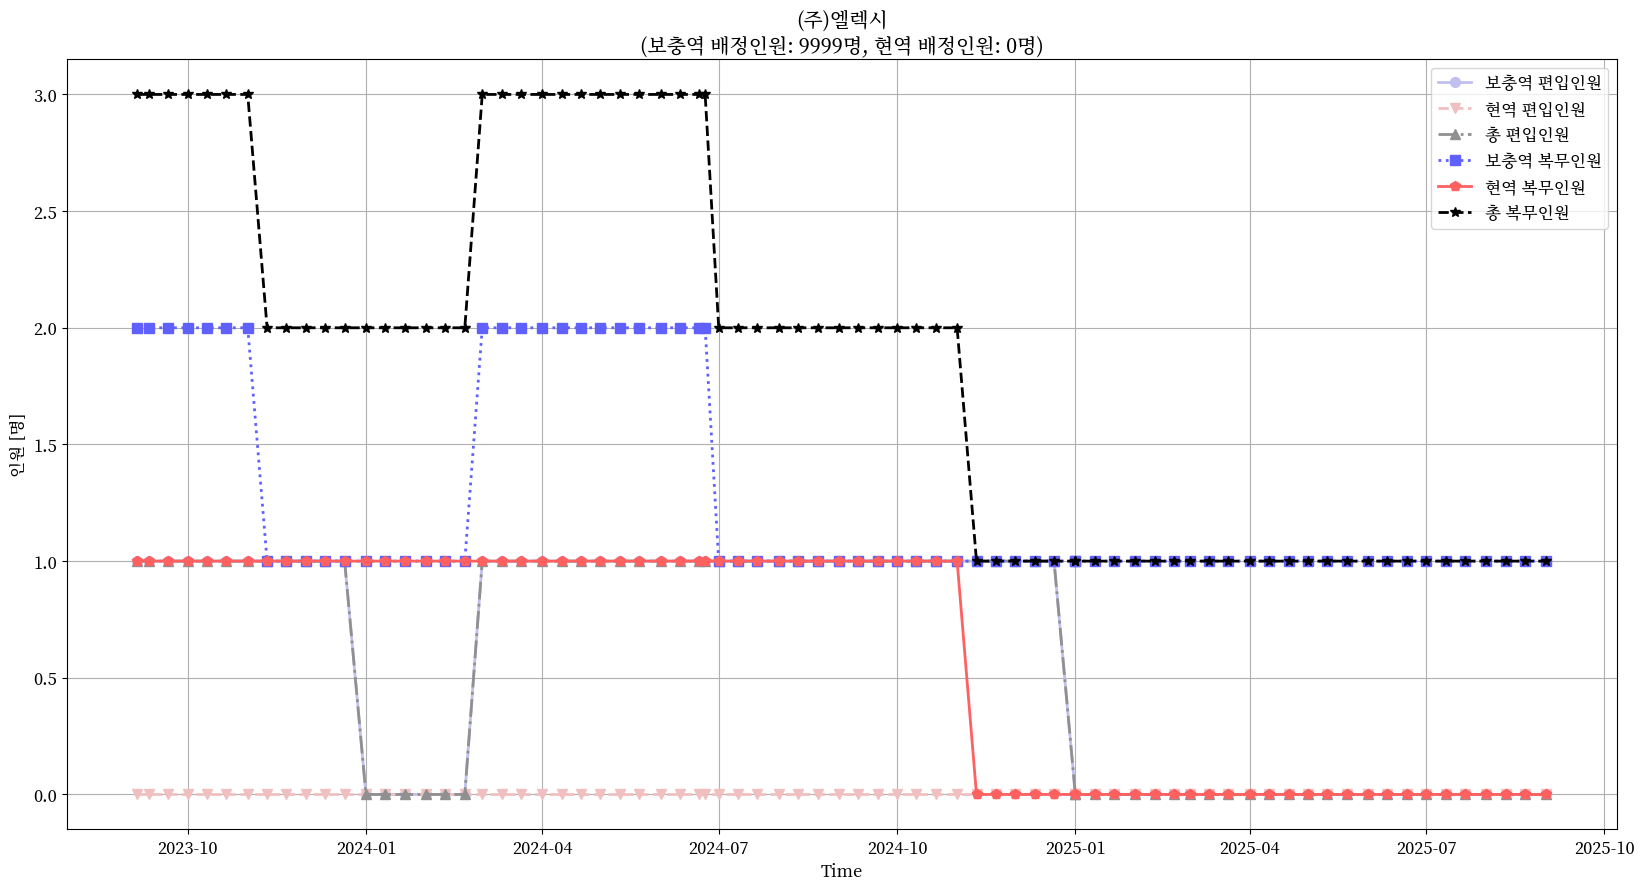 (주)엘렉시
(보충역 배정인원: 9999명, 현역 배정인원: 0명)
보충역 편입인원
현역 편입인원
총 편입인원
보충역 복무인원
현역 복무인원
총 복무인원
인원 [명]
3.0
2.5
2.0
1.5
1.0
0.5
0.0
2023-10
2024-01
2024-04
2024-07
2024-10
2025-01
2025-04
2025-07
2025-10
Time